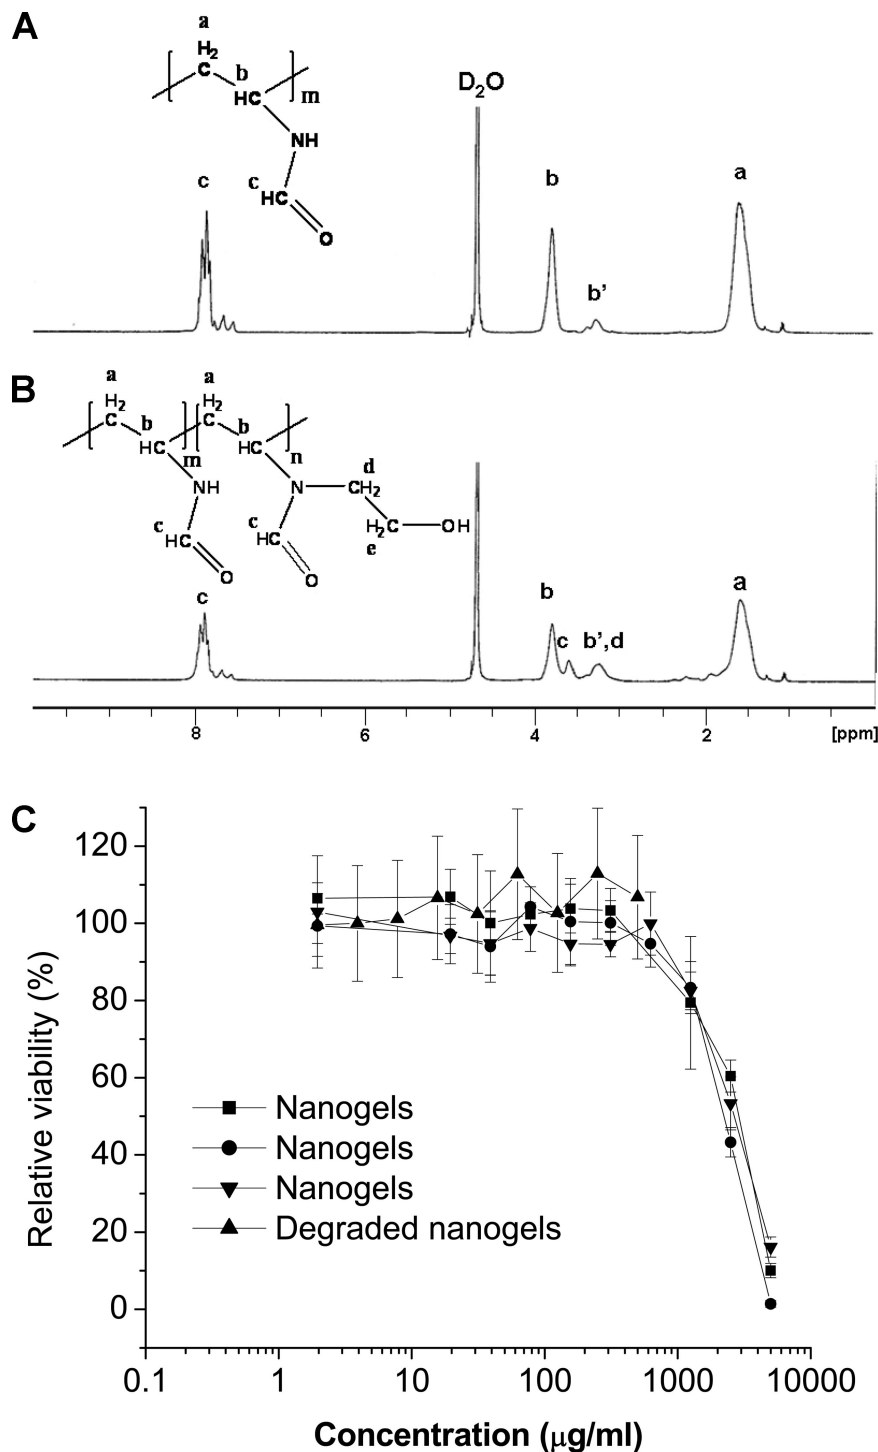 A
a
H2
C
b
HC
m
NH
c
HC
O
D2O
c
b
b'
a
B
a
a
H2
H2
C
b
C
b
HC
m
HC
n
d
NH
N
CH2
c
HC
c
HC
H2C
OH
e
O
O
c
b
c
b',d
a
8
6
4
2
[ppm]
C
120
100
80
60
40
20
0
Relative viability (%)
Nanogels
Nanogels
Nanogels
Degraded nanogels
0.1
1
10
100
1000
10000
Concentration (μg/ml)